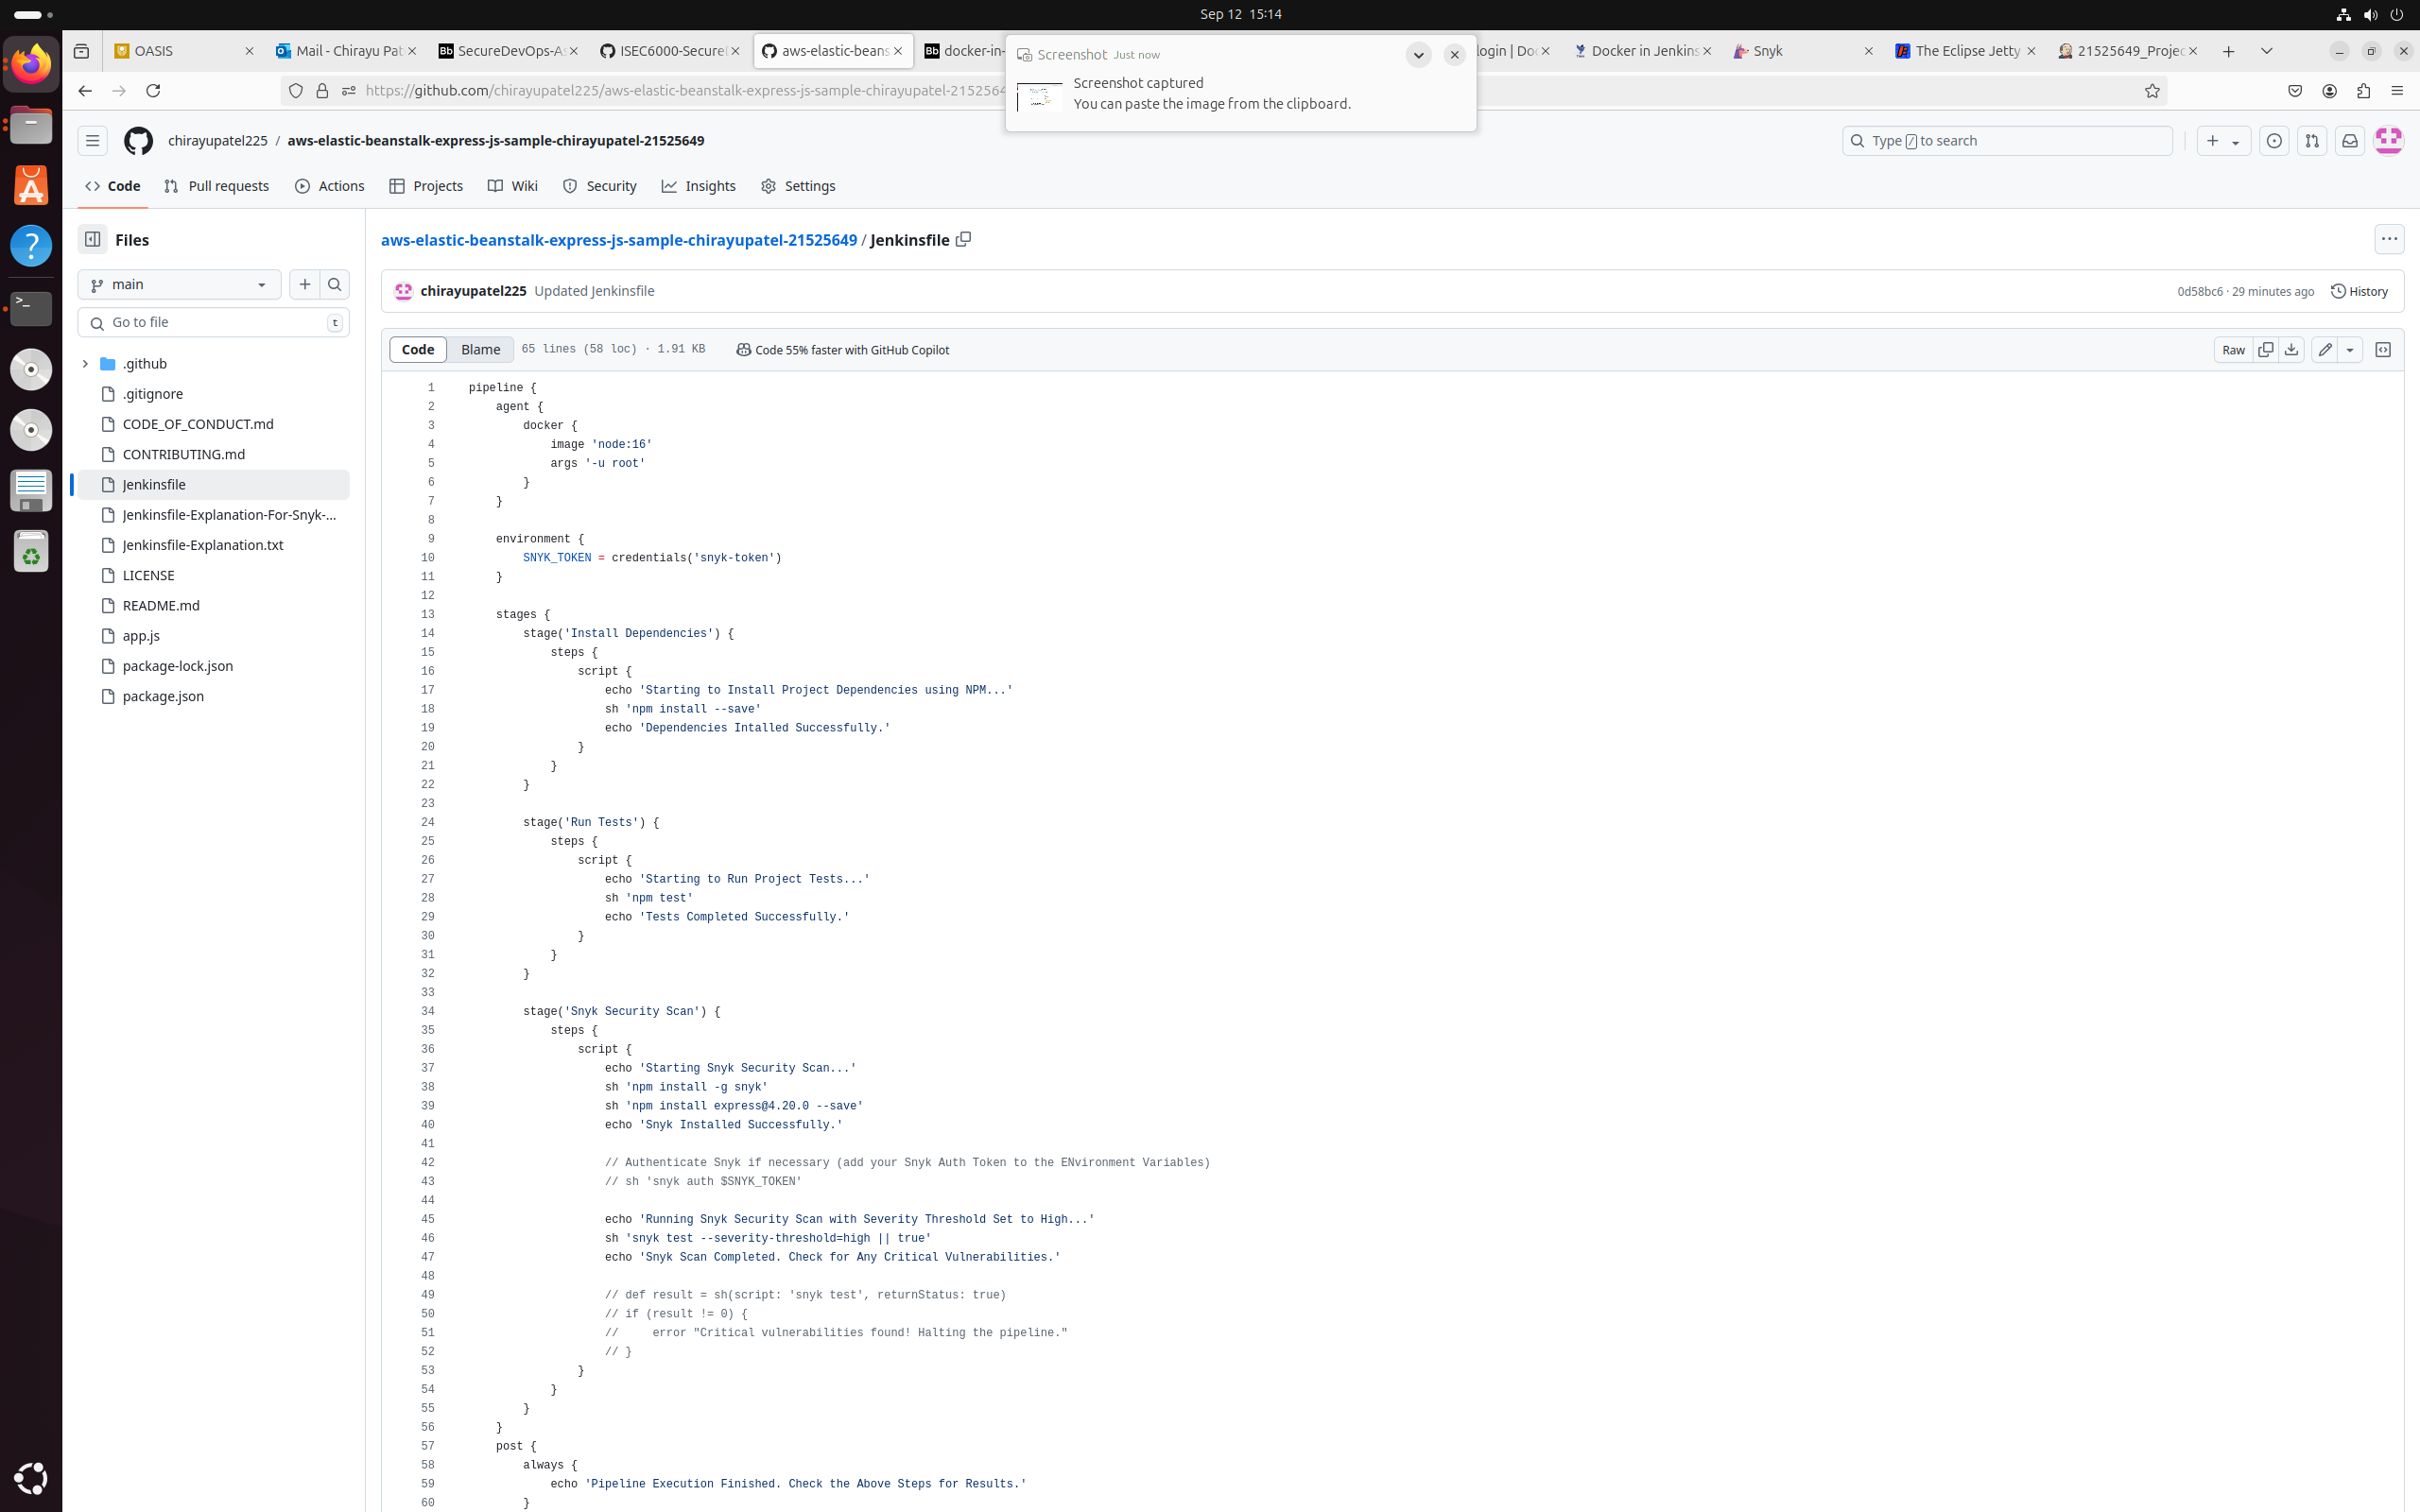 Sep 12 15:14
OASIS
Mail - Chirayu Pat
SecureDevOps-As
ISEC6000-Secure
aws-elastic-beans
docker-in-
login | Do
Docker in Jenkins
Snyk
The Eclipse Jetty
21525649_Projec
Screenshot Just now
Screenshot captured
You can paste the image from the clipboard.
https://github.com/chirayupatel225/aws-elastic-beanstalk-express-js-sample-chirayupatel-2152564
chirayupatel225 / aws-elastic-beanstalk-express-js-sample-chirayupatel-21525649
Type / to search
Code Pull requests Actions Projects Wiki Security Insights Settings
Files
main
Go to file t
.github
.gitignore
CODE_OF_CONDUCT.md
CONTRIBUTING.md
Jenkinsfile
Jenkinsfile-Explanation-For-Snyk-...
Jenkinsfile-Explanation.txt
LICENSE
README.md
app.js
package-lock.json
package.json
aws-elastic-beanstalk-express-js-sample-chirayupatel-21525649 / Jenkinsfile
chirayupatel225 Updated Jenkinsfile
0d58bc6 · 29 minutes ago History
Code Blame 65 lines (58 loc) · 1.91 KB Code 55% faster with GitHub Copilot
Raw
1 pipeline {
2 agent {
3 docker {
4 image 'node:16'
5 args '-u root'
6 }
7 }
8
9 environment {
10 SNYK_TOKEN = credentials('snyk-token')
11 }
12
13 stages {
14 stage('Install Dependencies') {
15 steps {
16 script {
17 echo 'Starting to Install Project Dependencies using NPM...'
18 sh 'npm install --save'
19 echo 'Dependencies Intalled Successfully.'
20 }
21 }
22 }
23
24 stage('Run Tests') {
25 steps {
26 script {
27 echo 'Starting to Run Project Tests...'
28 sh 'npm test'
29 echo 'Tests Completed Successfully.'
30 }
31 }
32 }
33
34 stage('Snyk Security Scan') {
35 steps {
36 script {
37 echo 'Starting Snyk Security Scan...'
38 sh 'npm install -g snyk'
39 sh 'npm install express@4.20.0 --save'
40 echo 'Snyk Installed Successfully.'
41
42 // Authenticate Snyk if necessary (add your Snyk Auth Token to the ENvironment Variables)
43 // sh 'snyk auth $SNYK_TOKEN'
44
45 echo 'Running Snyk Security Scan with Severity Threshold Set to High...'
46 sh 'snyk test --severity-threshold=high || true'
47 echo 'Snyk Scan Completed. Check for Any Critical Vulnerabilities.'
48
49 // def result = sh(script: 'snyk test', returnStatus: true)
50 // if (result != 0) {
51 // error "Critical vulnerabilities found! Halting the pipeline."
52 // }
53 }
54 }
55 }
56 }
57 post {
58 always {
59 echo 'Pipeline Execution Finished. Check the Above Steps for Results.'
60 }